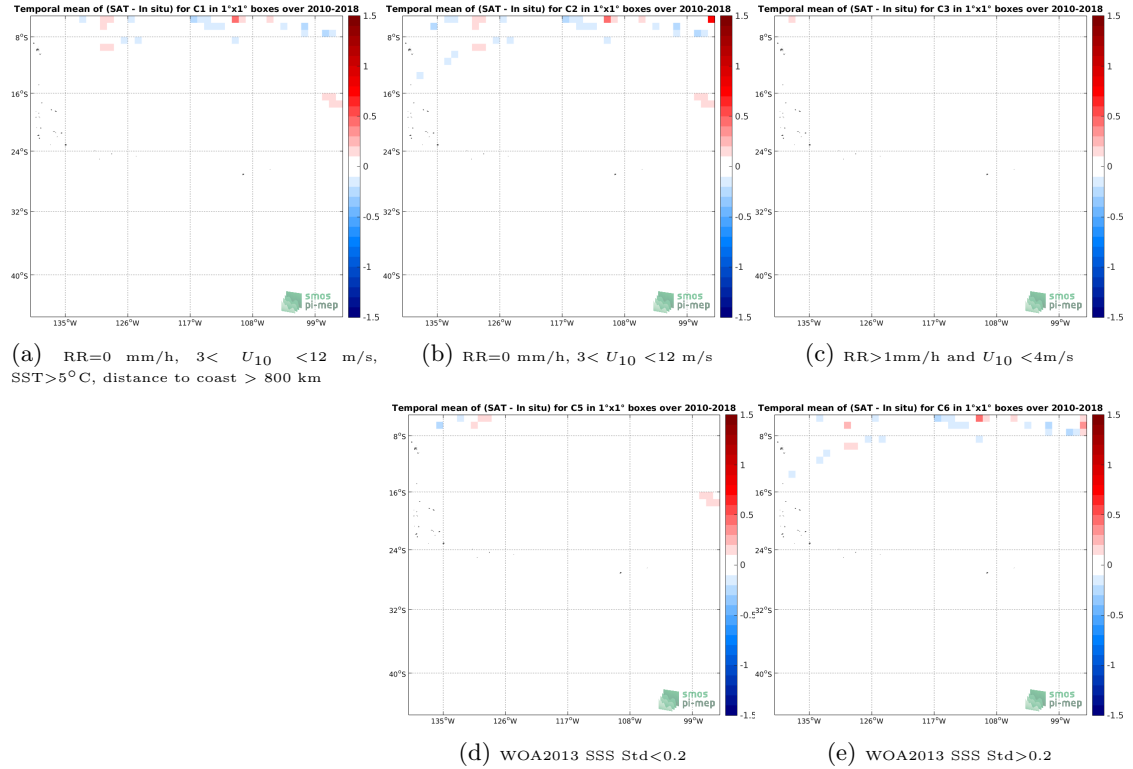 Temporal mean of (SAT - In situ) for C1 in 1°x1° boxes over 2010-2018
8°S
16°S
24°S
32°S
40°S
135°W 126°W 117°W 108°W 99°W
1.5
1
0.5
0
-0.5
-1
-1.5
smos
pi-mep
(a) RR=0 mm/h, 3< U10 <12 m/s,
SST>5°C, distance to coast > 800 km
Temporal mean of (SAT - In situ) for C2 in 1°x1° boxes over 2010-2018
8°S
16°S
24°S
32°S
40°S
135°W 126°W 117°W 108°W 99°W
1.5
1
0.5
0
-0.5
-1
-1.5
smos
pi-mep
(b) RR=0 mm/h, 3< U10 <12 m/s
Temporal mean of (SAT - In situ) for C3 in 1°x1° boxes over 2010-2018
8°S
16°S
24°S
32°S
40°S
135°W 126°W 117°W 108°W 99°W
1.5
1
0.5
0
-0.5
-1
-1.5
smos
pi-mep
(c) RR>1mm/h and U10 <4m/s
Temporal mean of (SAT - In situ) for C5 in 1°x1° boxes over 2010-2018
8°S
16°S
24°S
32°S
40°S
135°W 126°W 117°W 108°W 99°W
1.5
1
0.5
0
-0.5
-1
-1.5
smos
pi-mep
(d) WOA2013 SSS Std<0.2
Temporal mean of (SAT - In situ) for C6 in 1°x1° boxes over 2010-2018
8°S
16°S
24°S
32°S
40°S
135°W 126°W 117°W 108°W 99°W
1.5
1
0.5
0
-0.5
-1
-1.5
smos
pi-mep
(e) WOA2013 SSS Std>0.2